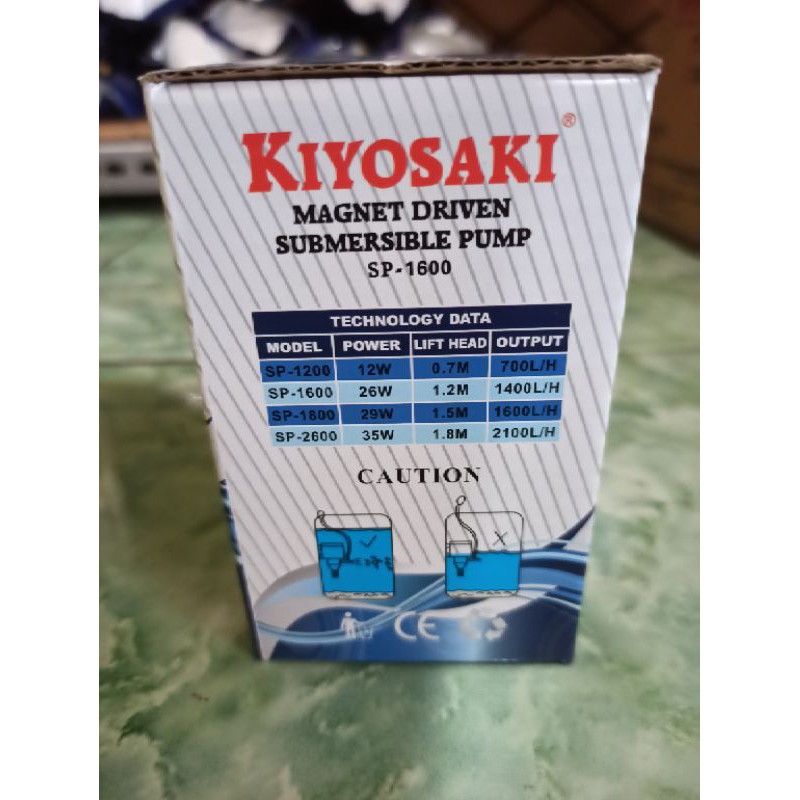 KIYOSAKI®
MAGNET DRIVEN
SUBMERSIBLE PUMP
SP-1600
TECHNOLOGY DATA
MODEL POWER LIFT HEAD OUTPUT
SP-1200 12W 0.7M 700L/H
SP-1600 26W 1.2M 1400L/H
SP-1800 29W 1.5M 1600L/H
SP-2600 35W 1.8M 2100L/H
CAUTION
CE